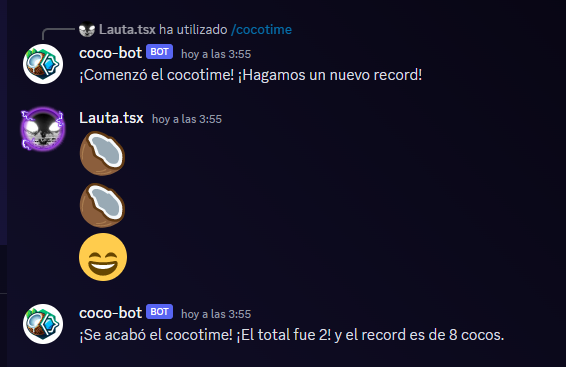 Lauta.tsx ha utilizado /cocotime
coco-bot BOT hoy a las 3:55
¡Comenzó el cocotime! ¡Hagamos un nuevo record!
Lauta.tsx hoy a las 3:55
coco-bot BOT hoy a las 3:55
¡Se acabó el cocotime! ¡El total fue 2! y el record es de 8 cocos.